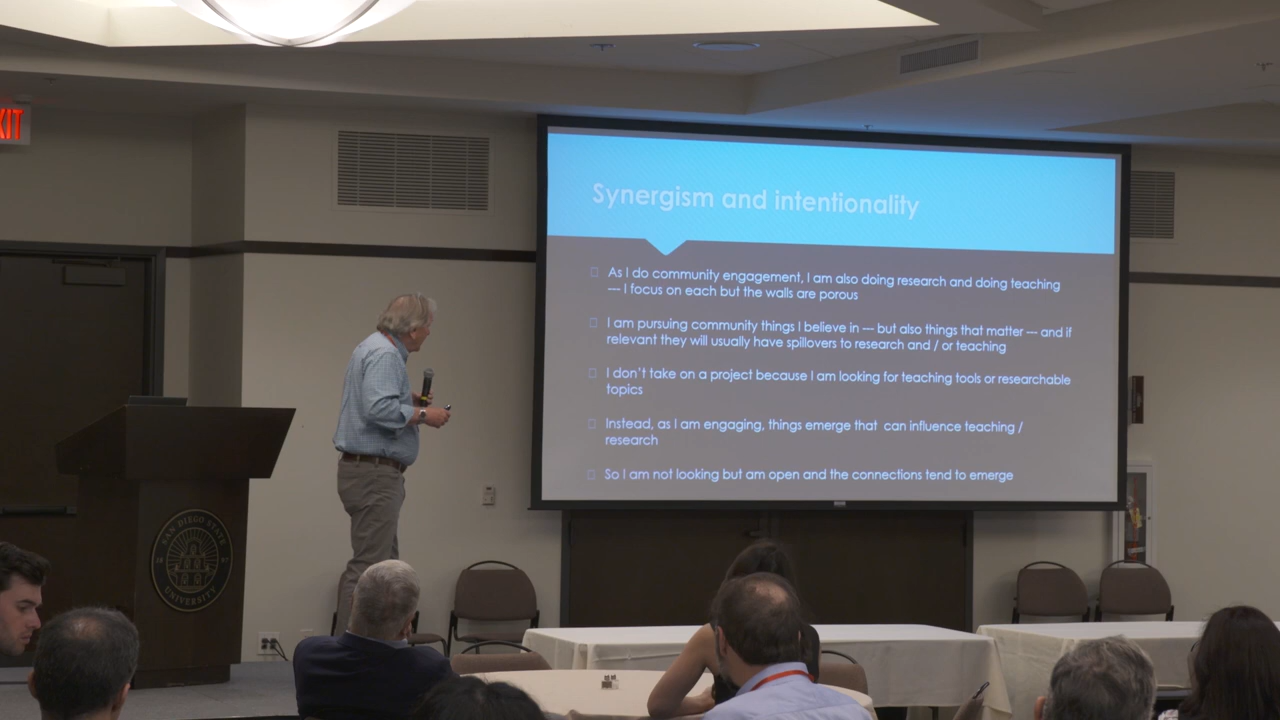 XIT
Synergism and intentionality
As I do community engagement, I am also doing research and doing teaching
--- I focus on each but the walls are porous
I am pursuing community things I believe in --- but also things that matter --- and if
relevant they will usually have spillovers to research and / or teaching
I don't take on a project because I am looking for teaching tools or researchable
topics
Instead, as I am engaging, things emerge that can influence teaching /
research
So I am not looking but am open and the connections tend to emerge
SAN DIEGO STATE
UNIVERSITY